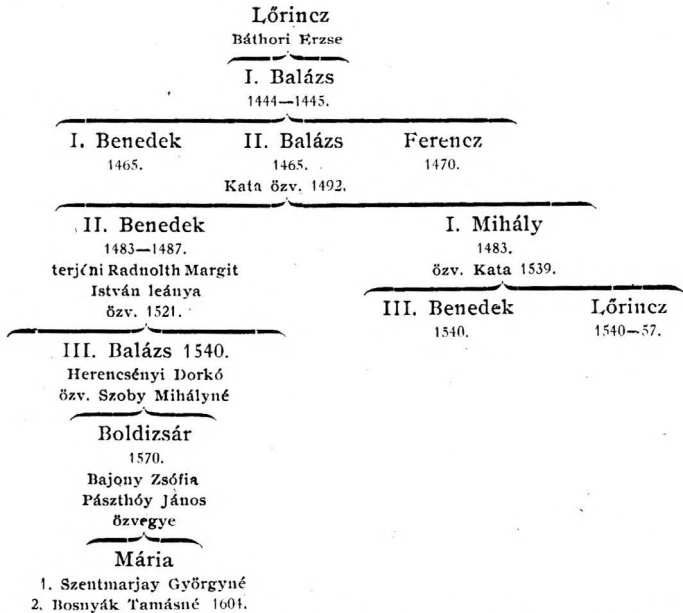 Lőrincz
Báthori Erzse
I. Balázs
1444—1445.
I. Benedek II. Balázs Ferencz
1465. 1465. 1470.
Kata özv. 1492.
II. Benedek I. Mihály
1483—1487. 1483.
terjéni Radnolth Margit özv. Kata 1539.
István leánya
özv. 1521.
III. Benedek Lőrincz
1540. 1540—57.
III. Balázs 1540.
Herencsényi Dorkó
özv. Szoby Mihályné
Boldizsár
1570.
Bajony Zsófia
Pászthóy János
özvegye
Mária
1. Szentmarjay Györgyné
2. Bosnyák Tamásné 1604.